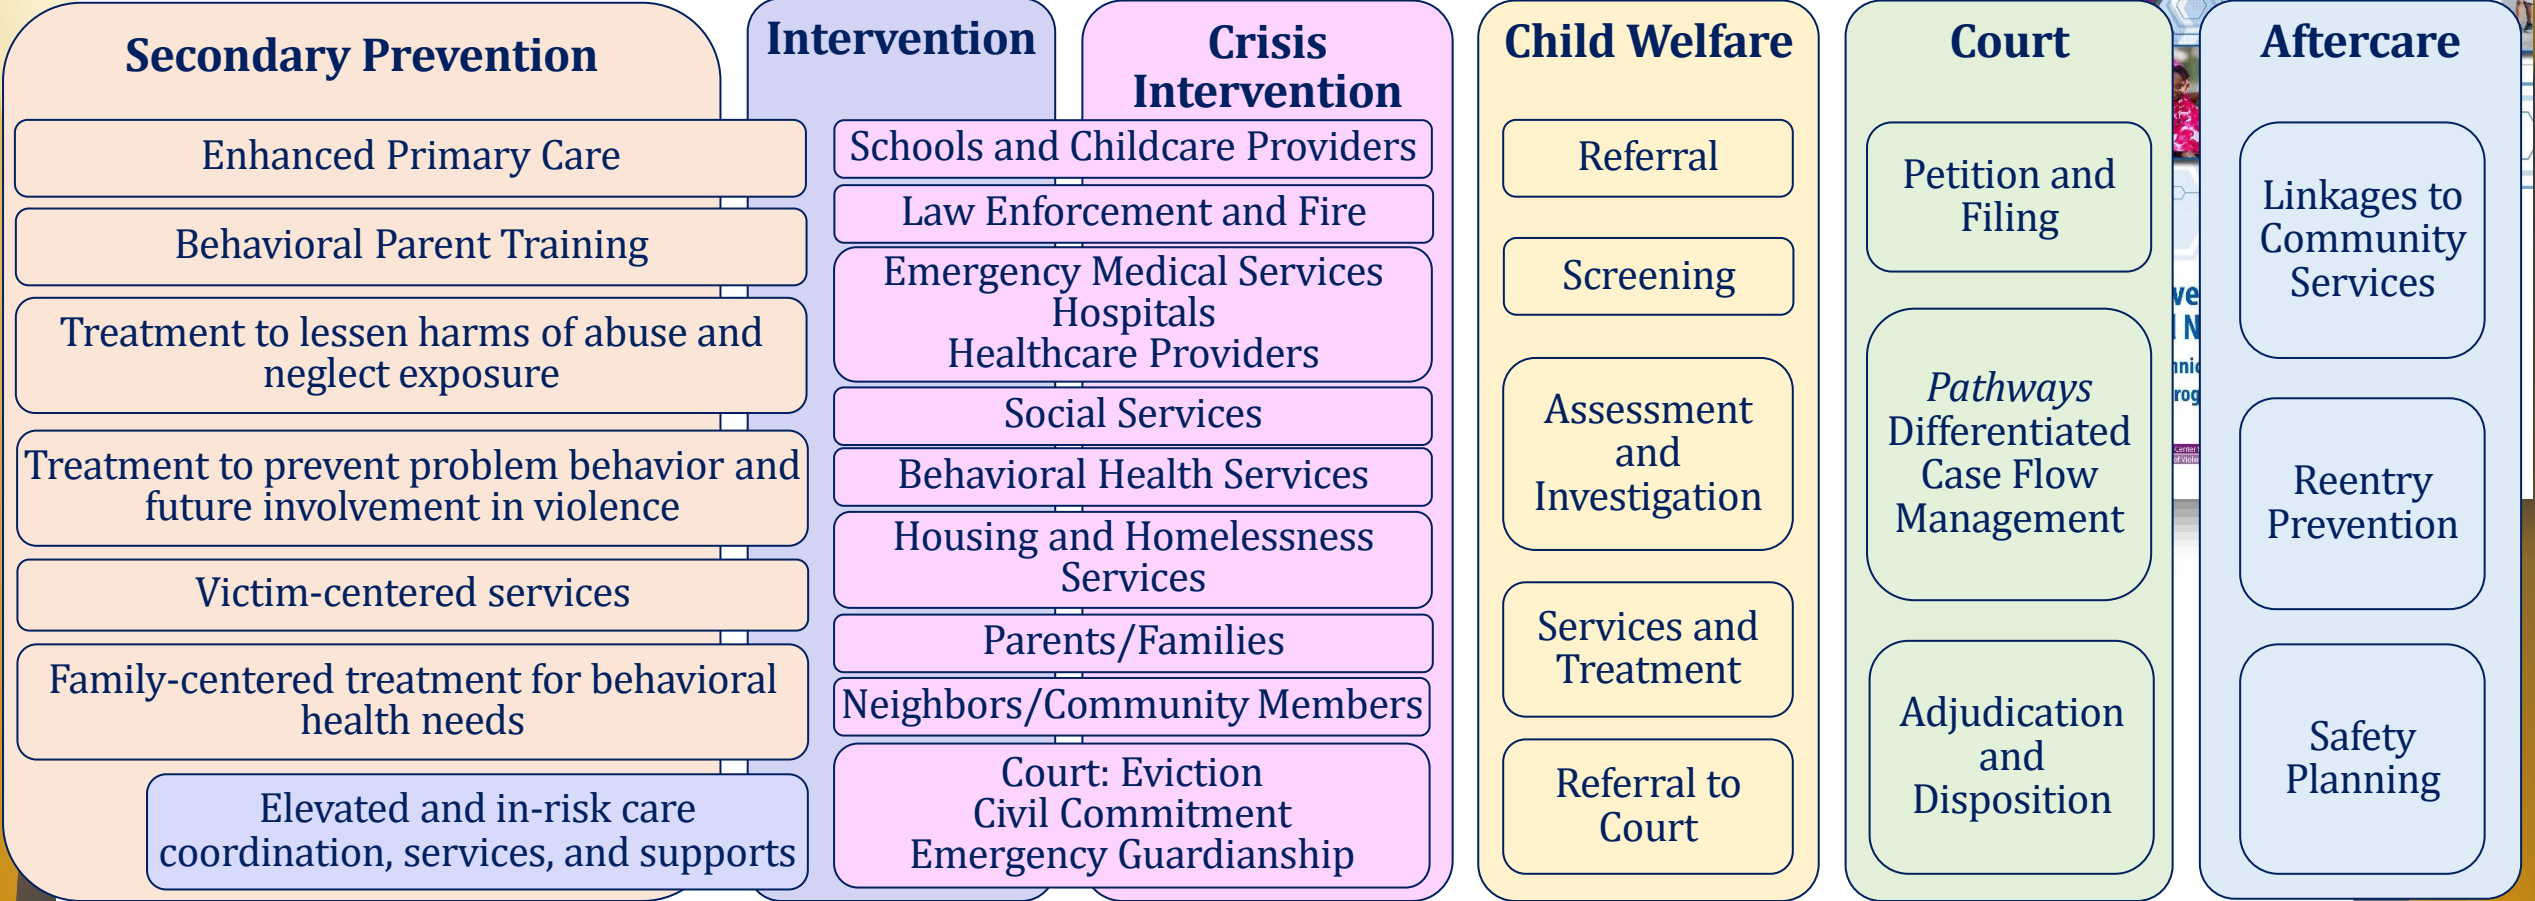 Secondary Prevention
Enhanced Primary Care
Behavioral Parent Training
Treatment to lessen harms of abuse and
neglect exposure
Treatment to prevent problem behavior and
future involvement in violence
Victim-centered services
Family-centered treatment for behavioral
health needs
Elevated and in-risk care
coordination, services, and supports
Intervention
Crisis
Intervention
Schools and Childcare Providers
Law Enforcement and Fire
Emergency Medical Services
Hospitals
Healthcare Providers
Social Services
Behavioral Health Services
Housing and Homelessness
Services
Parents/Families
Neighbors/Community Members
Court: Eviction
Civil Commitment
Emergency Guardianship
Child Welfare
Referral
Screening
Assessment
and
Investigation
Services and
Treatment
Referral to
Court
Court
Petition and
Filing
Pathways
Differentiated
Case Flow
Management
Adjudication
and
Disposition
Aftercare
Linkages to
Community
Services
Reentry
Prevention
Safety
Planning